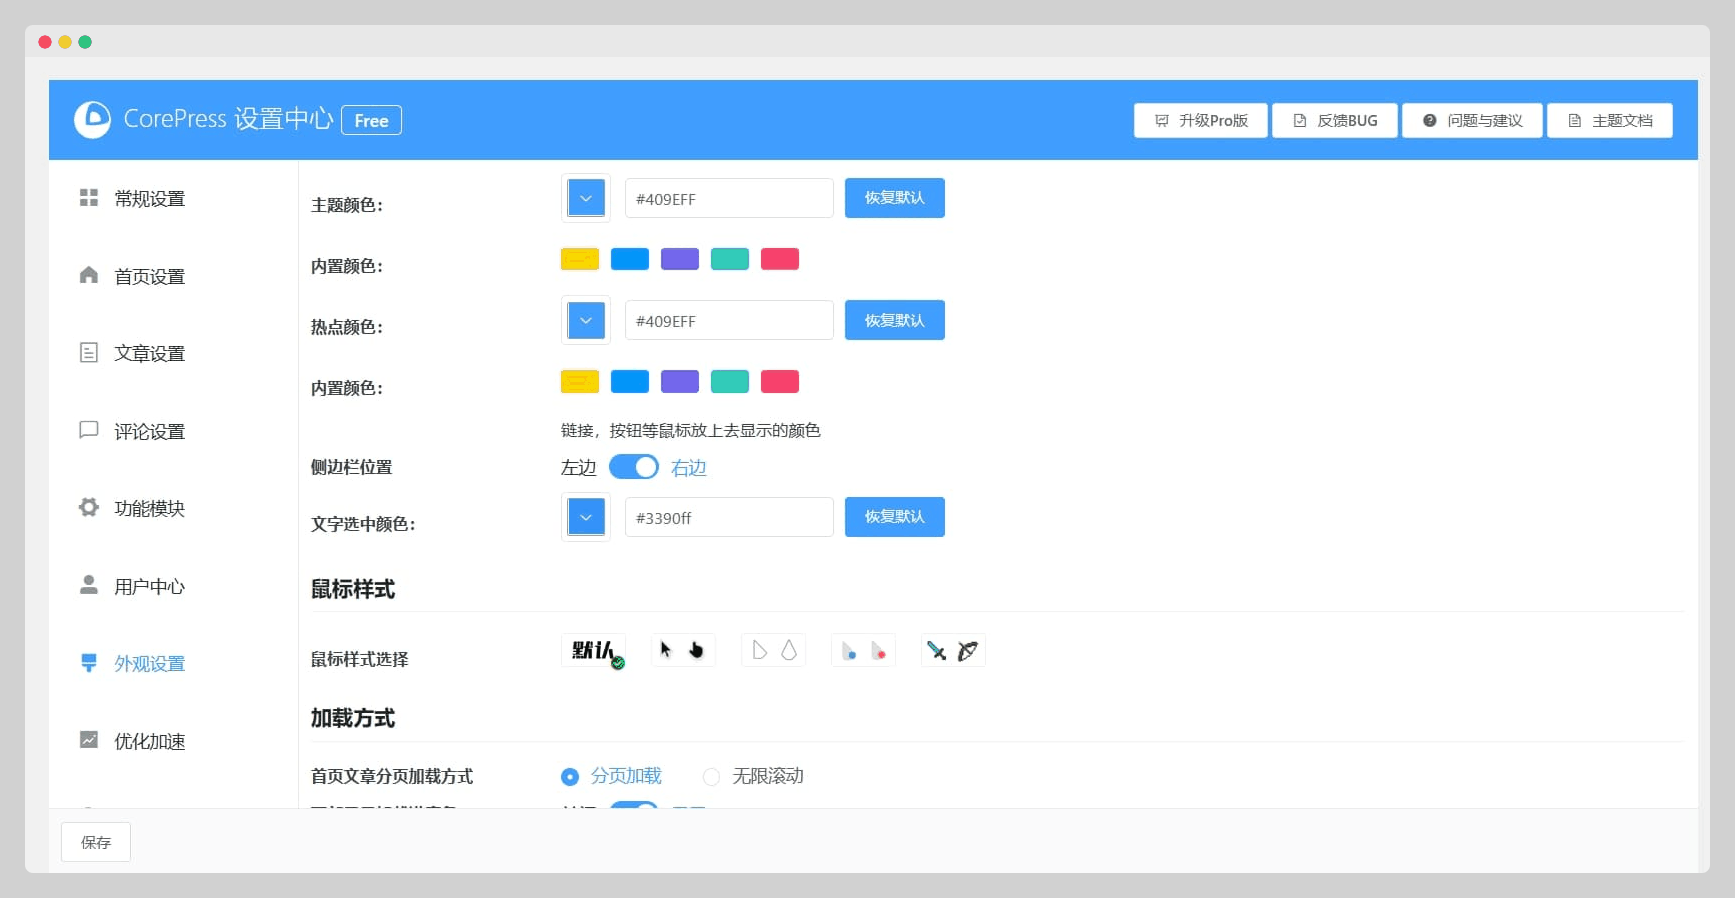 CorePress 设置中心 Free
升级Pro版
反馈BUG
问题与建议
主题文档
常规设置
首页设置
文章设置
评论设置
功能模块
用户中心
外观设置
优化加速
主题颜色：
#409EFF
恢复默认
内置颜色：
热点颜色：
#409EFF
恢复默认
内置颜色：
链接，按钮等鼠标放上去显示的颜色
侧边栏位置
左边 右边
文字选中颜色：
#3390ff
恢复默认
鼠标样式
鼠标样式选择
默认
加载方式
首页文章分页加载方式
分页加载 无限滚动
保存